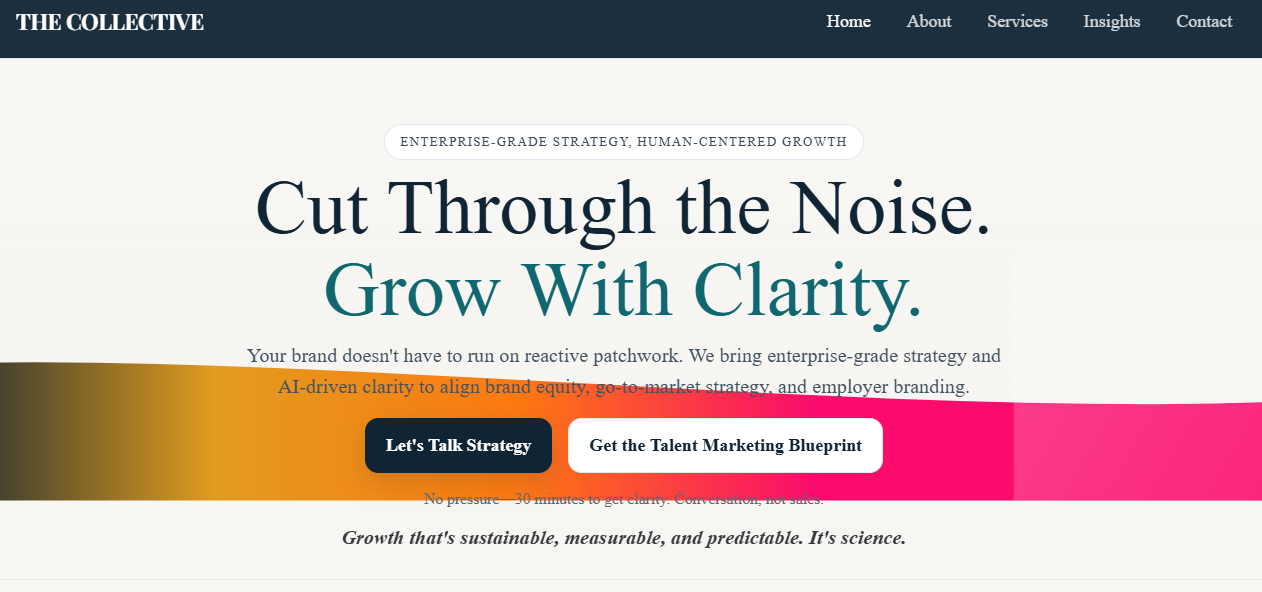 THE COLLECTIVE
Home About Services Insights Contact
ENTERPRISE-GRADE STRATEGY, HUMAN-CENTERED GROWTH
Cut Through the Noise.
Grow With Clarity.
Your brand doesn't have to run on reactive patchwork. We bring enterprise-grade strategy and
AI-driven clarity to align brand equity, go-to-market strategy, and employer branding.
Let's Talk Strategy
Get the Talent Marketing Blueprint
No pressure—30 minutes to get clarity. Conversation, not sales.
Growth that's sustainable, measurable, and predictable. It's science.